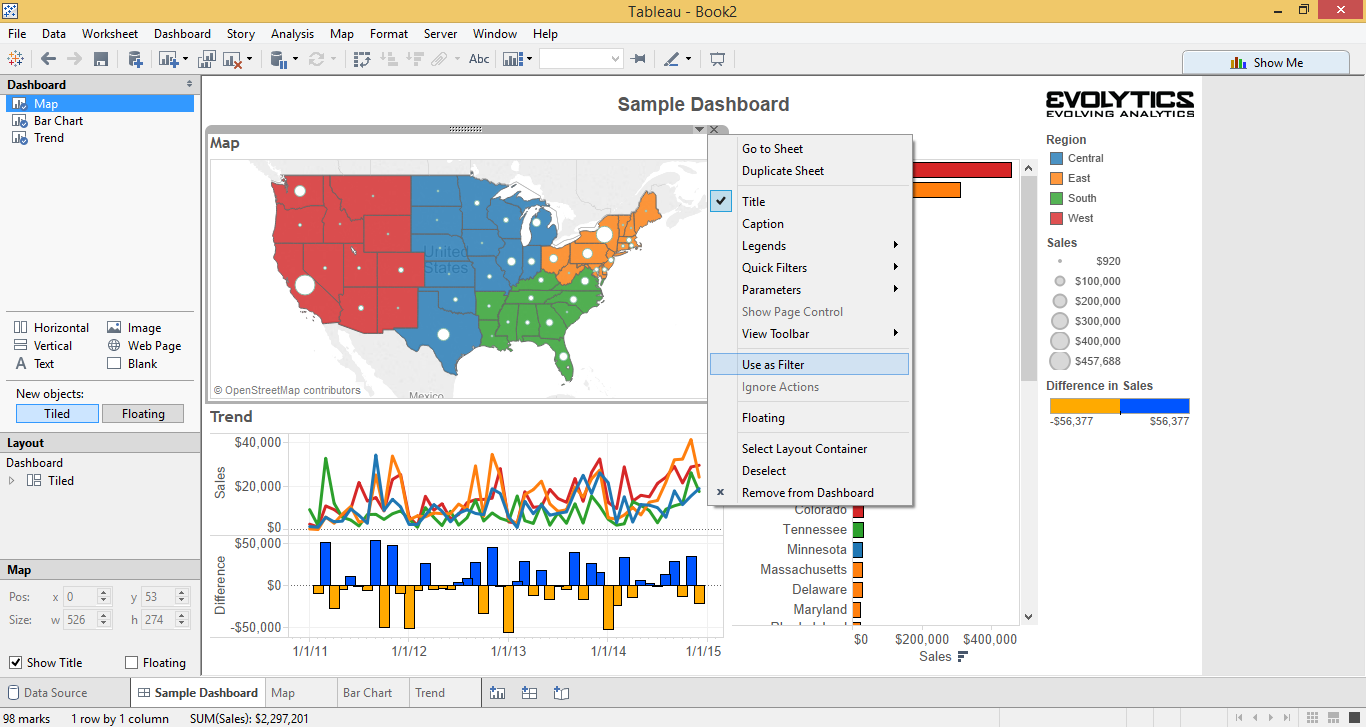 Tableau - Book2
File Data Worksheet Dashboard Story Analysis Map Format Server Window Help
Abc
Show Me
Dashboard
Map
Bar Chart
Trend
Horizontal Image
Vertical Web Page
A Text Blank
New objects:
Tiled Floating
Layout
Dashboard
Tiled
Map
Pos: x 0 y 53
Size: w 526 h 274
Show Title Floating
Sample Dashboard
Map
United
States
Mexico
© OpenStreetMap contributors
Trend
Sales
$40,000
$20,000
$0
Difference
$50,000
$0
-$50,000
1/1/11 1/1/12 1/1/13 1/1/14 1/1/15
Go to Sheet
Duplicate Sheet
Title
Caption
Legends
Quick Filters
Parameters
Show Page Control
View Toolbar
Use as Filter
Ignore Actions
Floating
Select Layout Container
Deselect
x Remove from Dashboard
Colorado
Tennessee
Minnesota
Massachusetts
Delaware
Maryland
Rhode Island
$0 $200,000 $400,000
Sales
EVOLYTICS
EVOLVING ANALYTICS
Region
Central
East
South
West
Sales
$920
$100,000
$200,000
$300,000
$400,000
$457,688
Difference in Sales
-$56,377 $56,377
Data Source Sample Dashboard Map Bar Chart Trend
98 marks 1 row by 1 column SUM(Sales): $2,297,201